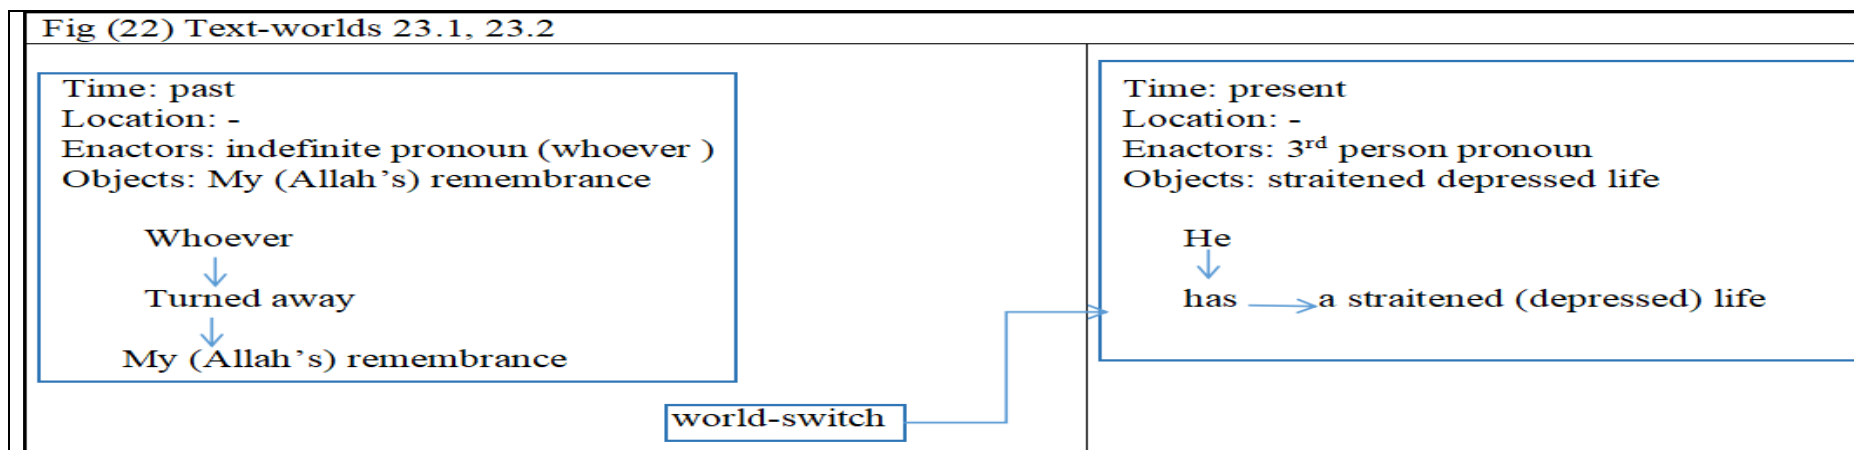 Fig (22) Text-worlds 23.1, 23.2
Time: past
Location: -
Enactors: indefinite pronoun (whoever )
Objects: My (Allah’s) remembrance
Whoever
Turned away
My (Allah’s) remembrance
world-switch
Time: present
Location: -
Enactors: 3rd person pronoun
Objects: straitened depressed life
He
has a straitened (depressed) life